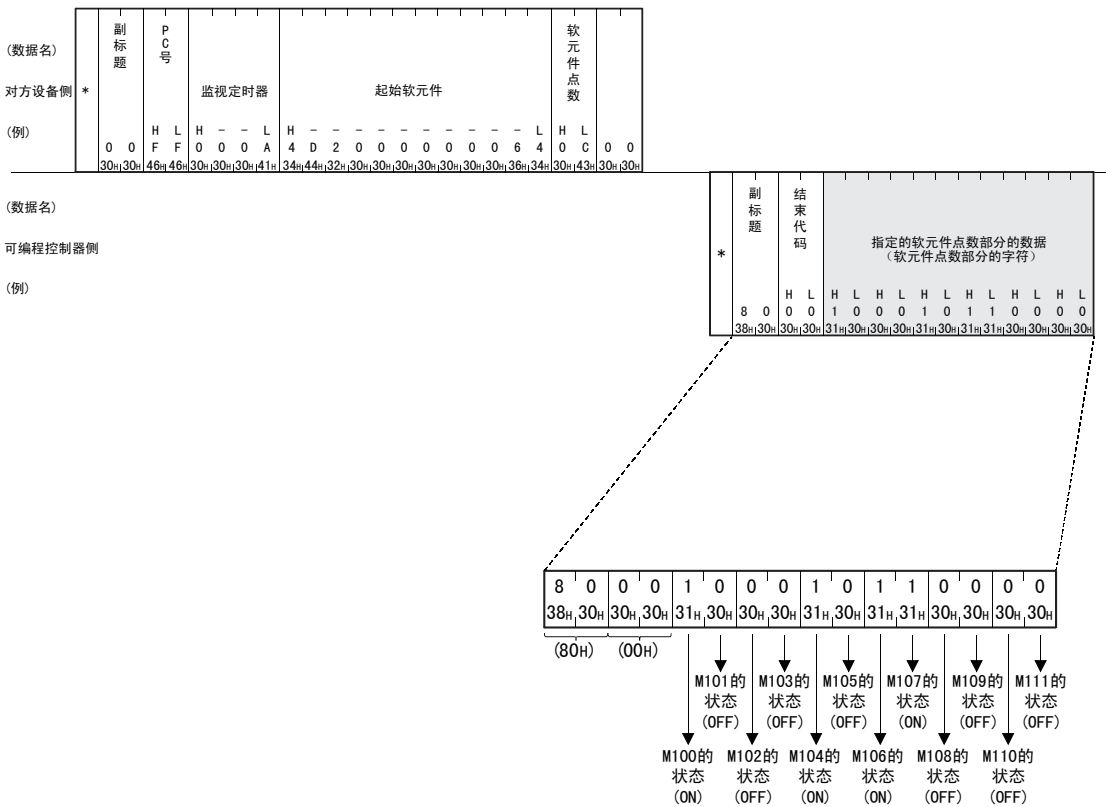 (数据名)
对方设备侧
(例)
*
副标题
PC号
监视定时器
起始软元件
软元件点数
H L H - - L H - - - - - - - - - - L H L
0 0 F F 0 0 0 A 4 D 2 0 0 0 0 0 0 0 6 4 0 C 0 0
30H 30H 46H 46H 30H 30H 30H 41H 34H 44H 32H 30H 30H 30H 30H 30H 30H 30H 36H 34H 30H 43H 30H 30H
(数据名)
可编程控制器侧
(例)
*
副标题
结束代码
指定的软元件点数部分的数据
(软元件点数部分的字符)
H L H L H L H L H L H L H L
8 0 0 0 1 0 0 0 1 0 1 1 0 0 0 0
38H 30H 30H 30H 31H 30H 30H 30H 31H 30H 31H 31H 30H 30H 30H 30H
8 0 0 0 1 0 0 0 1 0 1 1 0 0 0 0
38H 30H 30H 30H 31H 30H 30H 30H 31H 30H 31H 31H 30H 30H 30H 30H
(80H) (00H)
M101的 M103的 M105的 M107的 M109的 M111的
状态 状态 状态 状态 状态 状态
(OFF) (OFF) (OFF) (ON) (OFF) (OFF)
M100的 M102的 M104的 M106的 M108的 M110的
状态 状态 状态 状态 状态 状态
(ON) (OFF) (ON) (ON) (OFF) (OFF)